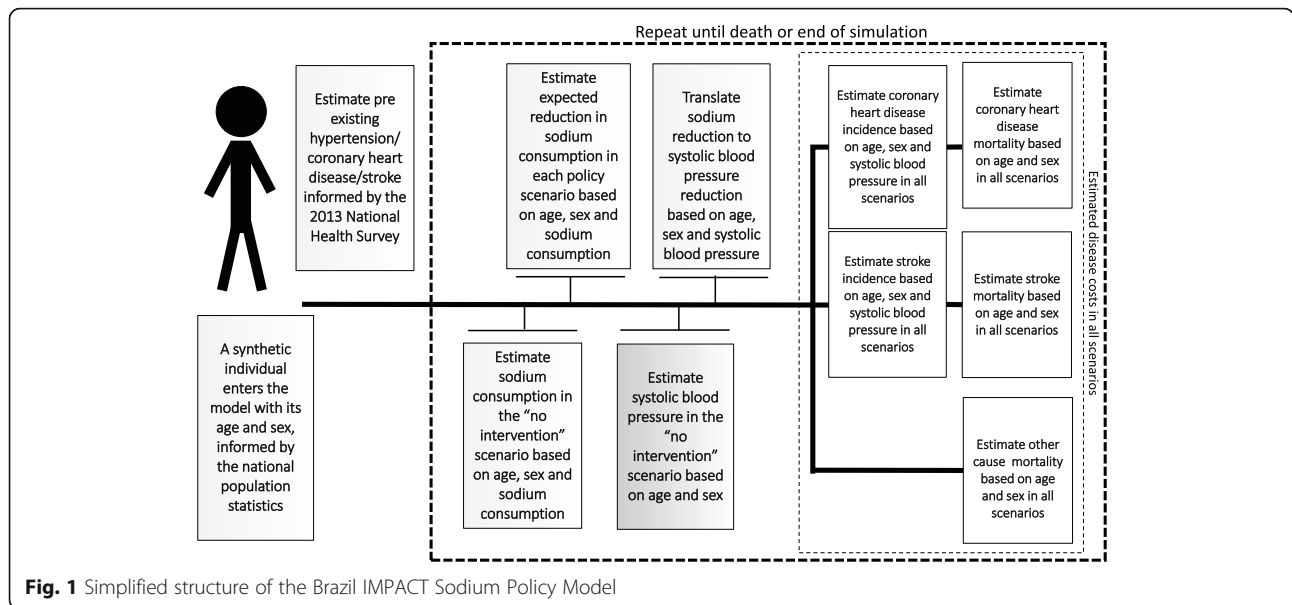 Repeat until death or end of simulation
Estimate pre
existing
hypertension/
coronary heart
disease/stroke
informed by the
2013 National
Health Survey
A synthetic
individual
enters the
model with its
age and sex,
informed by
the national
population
statistics
Estimate
expected
reduction in
sodium
consumption in
each policy
scenario based
on age, sex and
sodium
consumption
Translate
sodium
reduction to
systolic blood
pressure
reduction
based on age,
sex and systolic
blood pressure
Estimate
sodium
consumption in
the “no
intervention”
scenario based
on age, sex and
sodium
consumption
Estimate
systolic blood
pressure in the
“no
intervention”
scenario based
on age and sex
Estimate coronary
heart disease
incidence based
on age, sex and
systolic blood
pressure in all
scenarios
Estimate
coronary heart
disease
mortality based
on age and sex
in all scenarios
Estimate stroke
incidence based
on age, sex and
systolic blood
pressure in all
scenarios
Estimate stroke
mortality based
on age and sex
in all scenarios
Estimate other
cause mortality
based on age
and sex in all
scenarios
Estimated disease costs in all scenarios
Fig. 1 Simplified structure of the Brazil IMPACT Sodium Policy Model